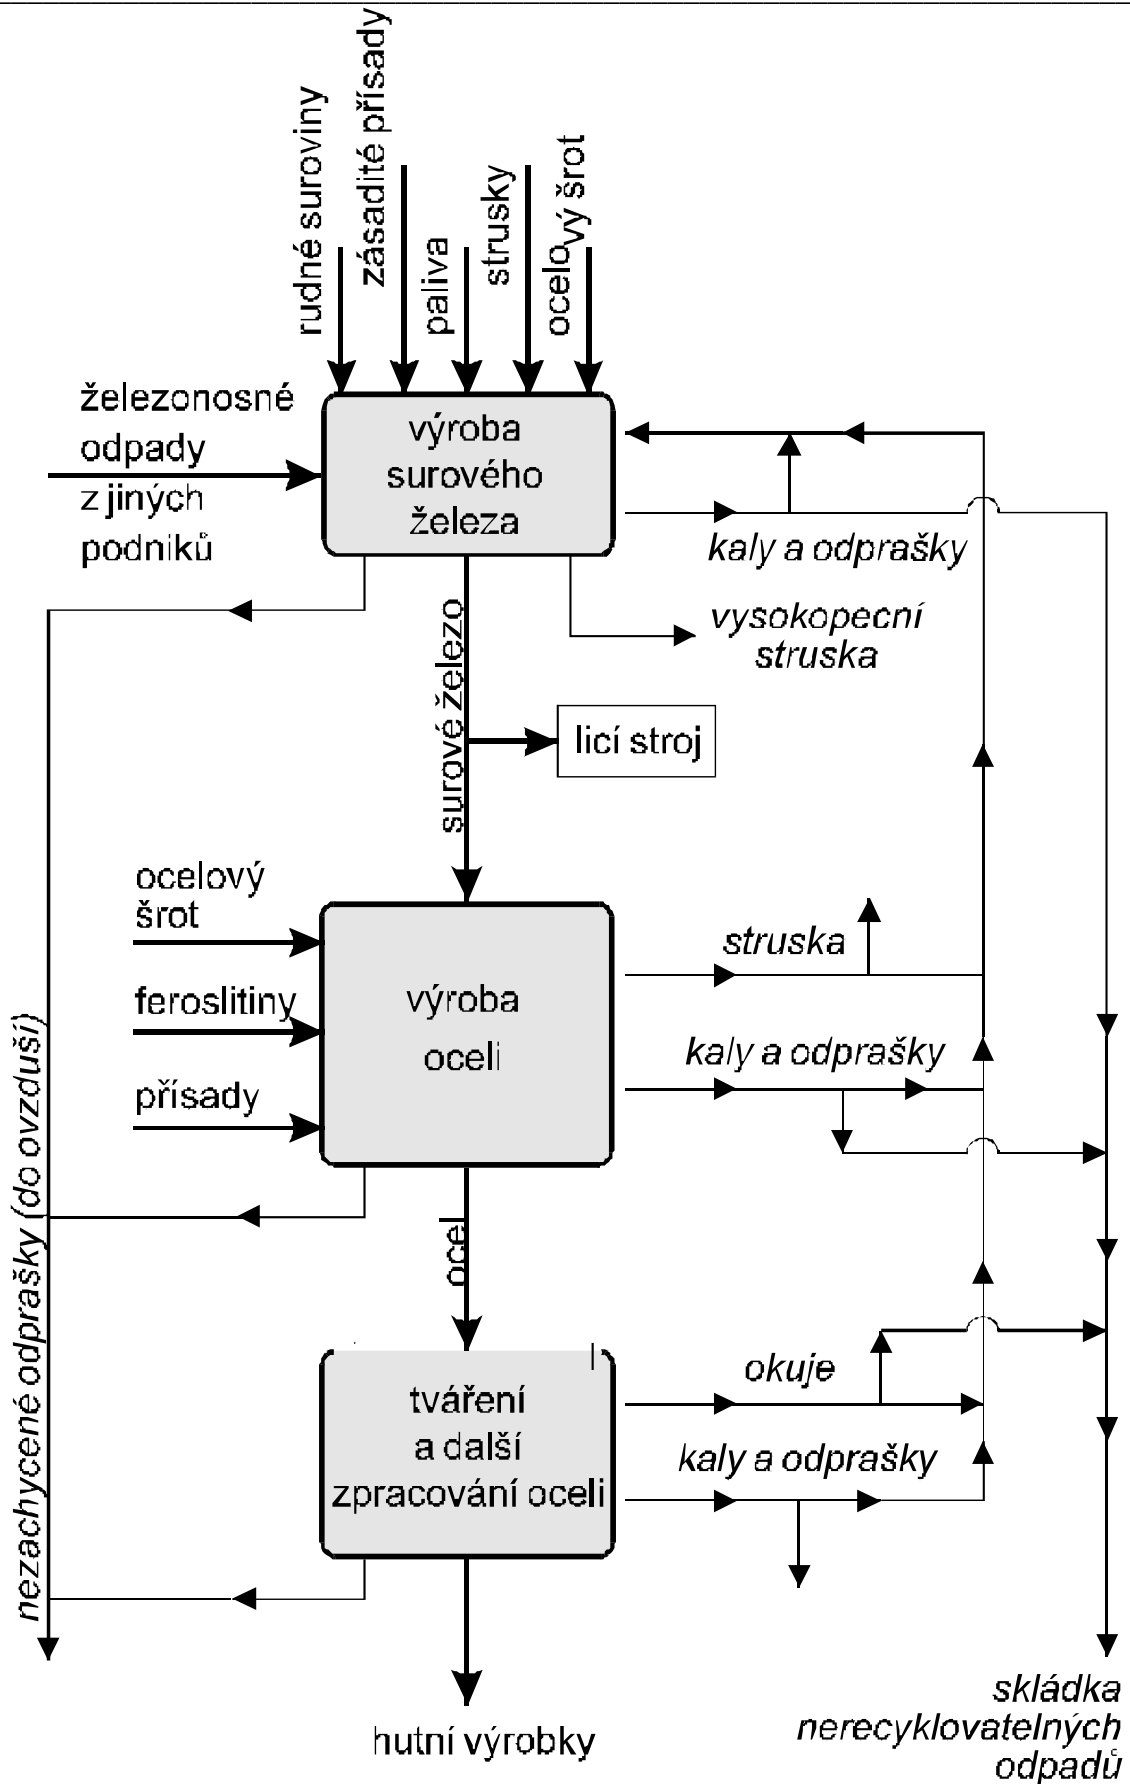 rudné suroviny
zásadité přísady
paliva
strusky
ocelový šrot
železonosné
odpady
z jiných
podniků
výroba
surového
železa
kaly a odprašky
vysokopecní
struska
surové železo
licí stroj
ocelový
šrot
feroslitiny
přísady
výroba
oceli
struska
kaly a odprašky
nezachycené odprašky (do ovzduší)
ocel
tváření
a další
zpracování oceli
okuje
kaly a odprašky
hutní výrobky
skládka
nerecyklovatelných
odpadů